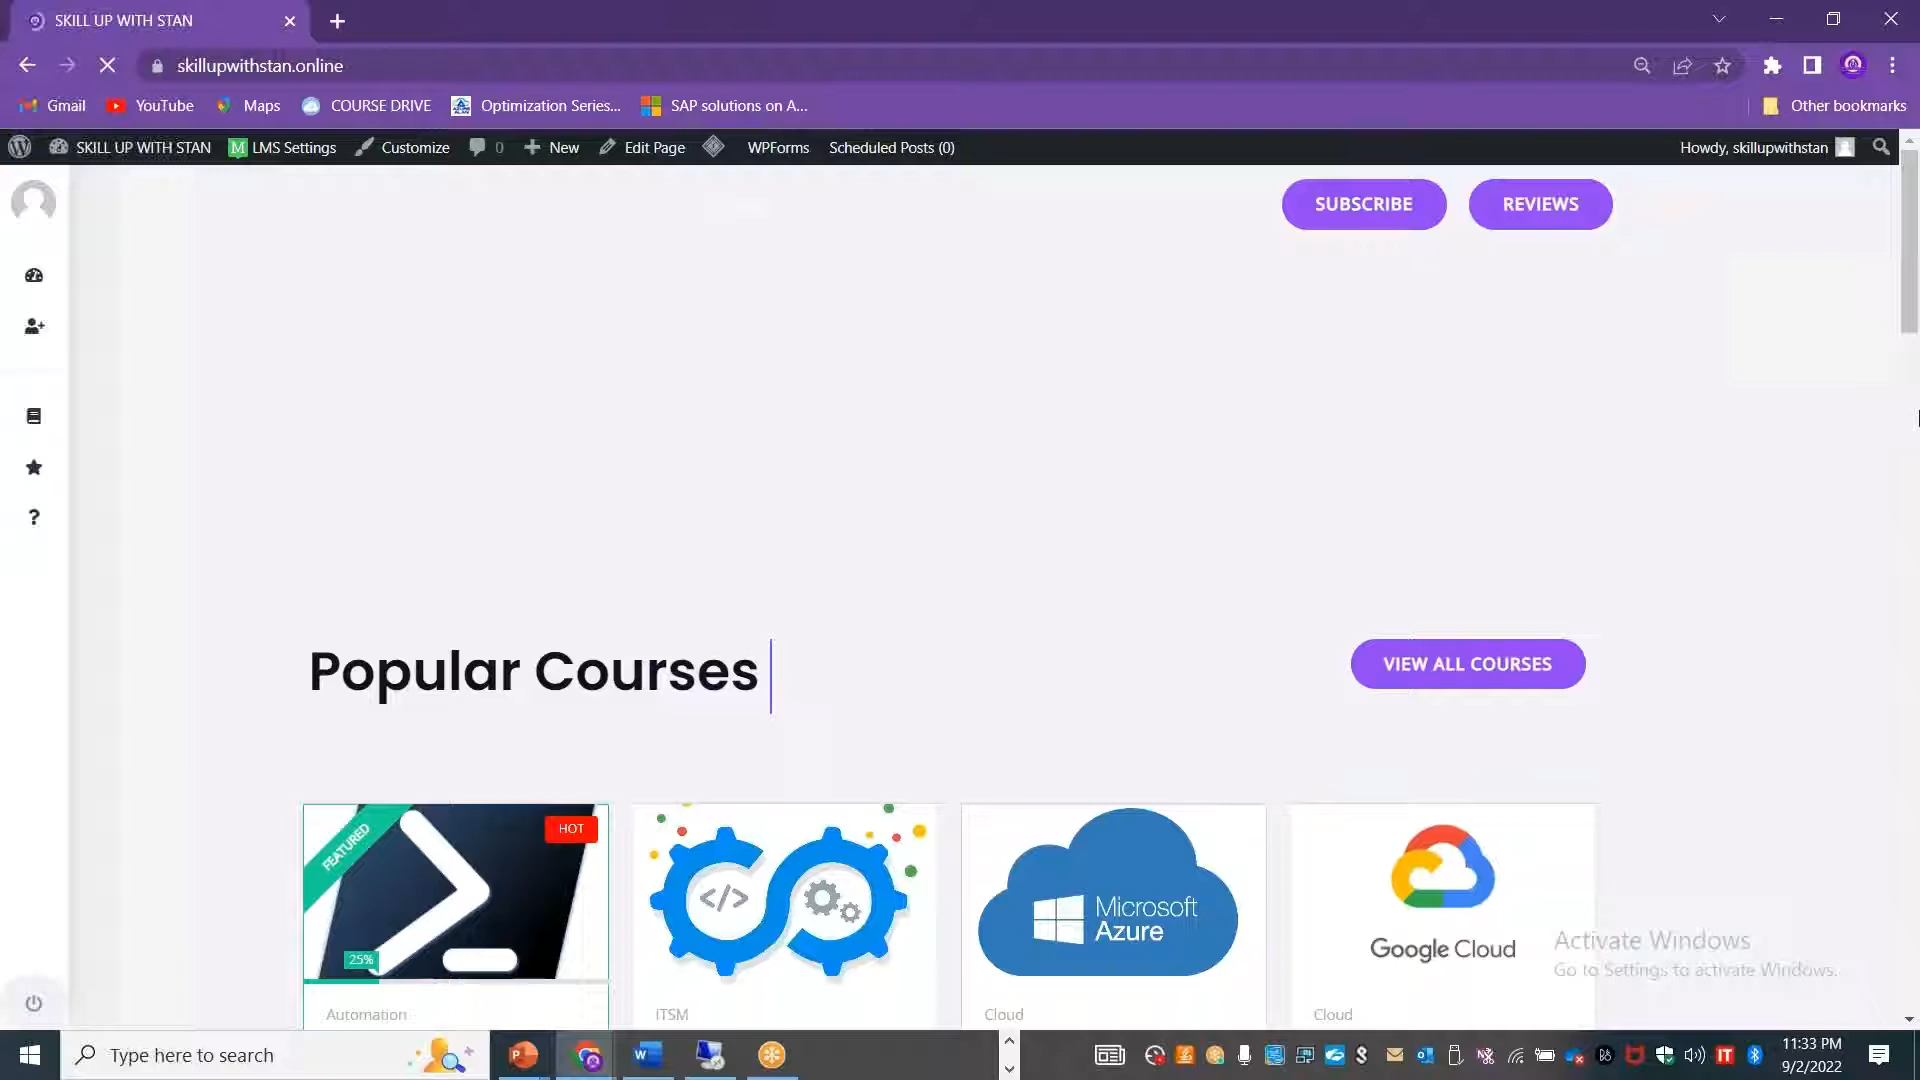 SKILL UP WITH STAN
skillupwithstan.online
Gmail YouTube Maps COURSE DRIVE Optimization Series... SAP solutions on A... Other bookmarks
SKILL UP WITH STAN M LMS Settings Customize 0 New Edit Page WPForms Scheduled Posts (0) Howdy, skillupwithstan
SUBSCRIBE REVIEWS
Popular Courses VIEW ALL COURSES
FEATURED HOT
</>
Microsoft
Azure
Google Cloud
25%
Activate Windows
Go to Settings to activate Windows.
Automation ITSM Cloud Cloud
Type here to search
11:33 PM
9/2/2022